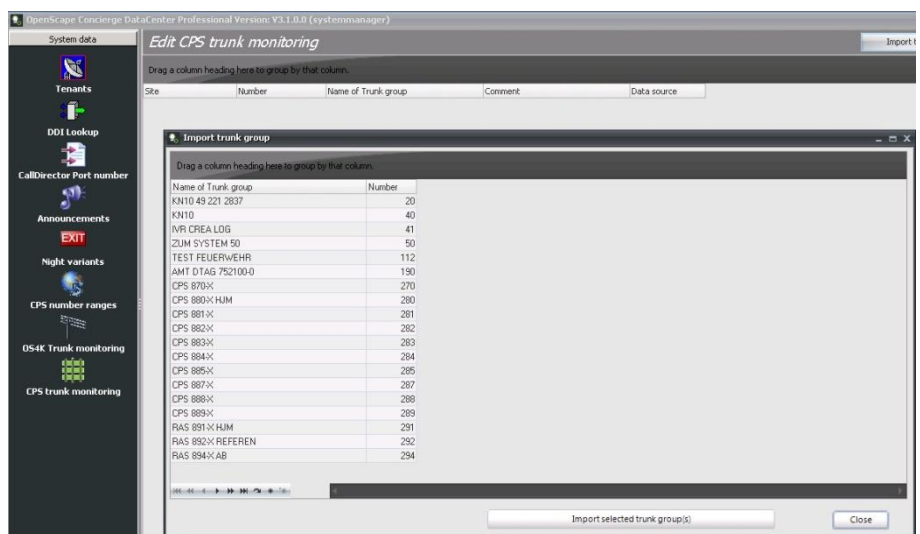 OpenScape Concierge DataCenter Professional Version: V3.1.0.0 (systemmanager)
System data
Edit CPS trunk monitoring
Import t
Drag a column heading here to group by that column.
Site Number Name of Trunk group Comment Data source
Tenants
DDI Lookup
CallDirector Port number
Announcements
EXIT
Night variants
CPS number ranges
OS4K Trunk monitoring
CPS trunk monitoring
Import trunk group
Drag a column heading here to group by that column.
Name of Trunk group Number
KN10 49 221 2837 20
KN10 40
IVR CREA LOG 41
ZUM SYSTEM 50 50
TEST FEUERWEHR 112
AMT DTAG 752100-0 190
CPS 870-X 270
CPS 880-X HJM 280
CPS 881-X 281
CPS 882-X 282
CPS 883-X 283
CPS 884-X 284
CPS 885-X 285
CPS 887-X 287
CPS 888-X 288
CPS 889-X 289
RAS 891-X HJM 291
RAS 892-X REFEREN 292
RAS 894-X AB 294
Import selected trunk group(s)
Close